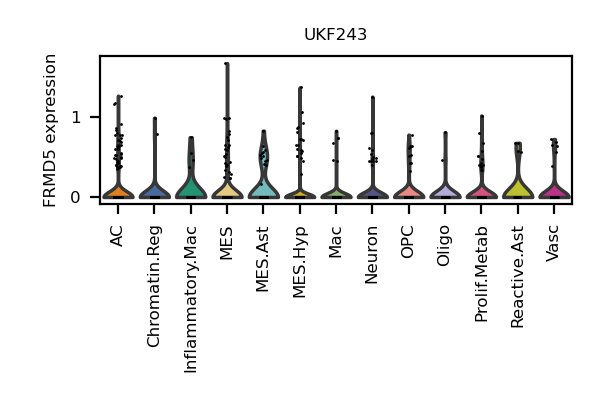 UKF243
FRMD5 expression
1
0
AC
Chromatin.Reg
Inflammatory.Mac
MES
MES.Ast
MES.Hyp
Mac
Neuron
OPC
Oligo
Prolif.Metab
Reactive.Ast
Vasc